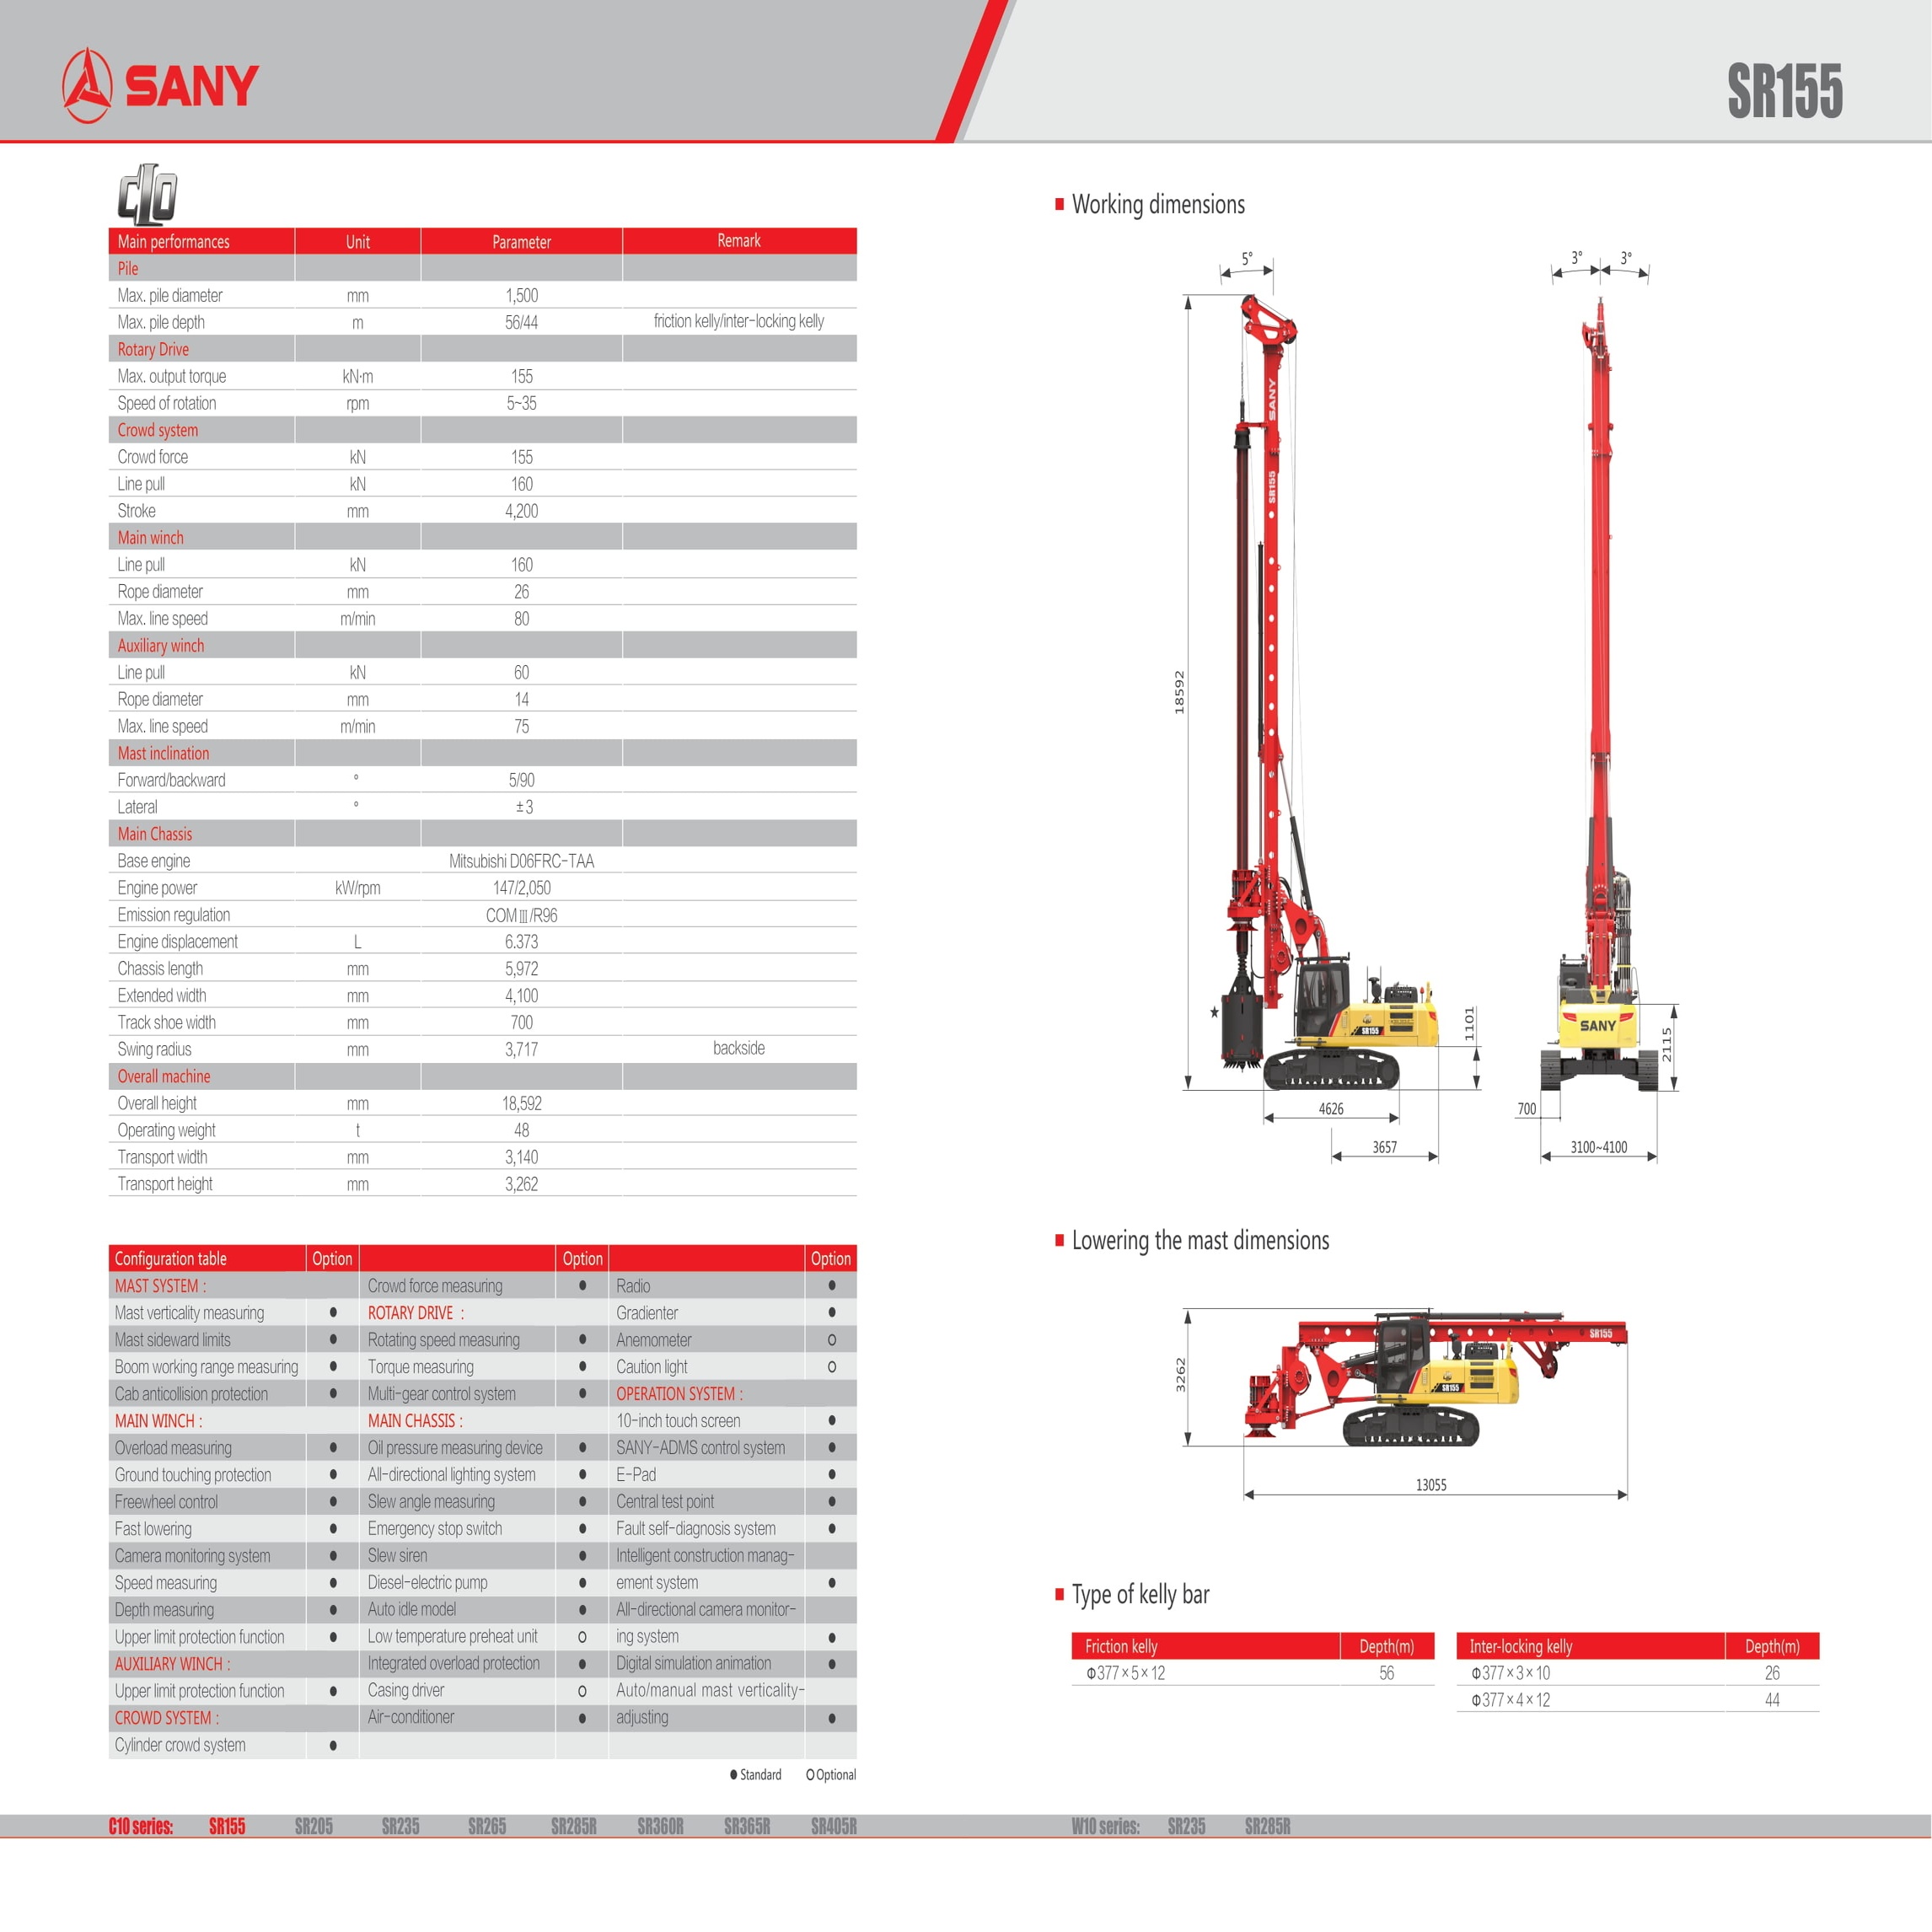 SANY
SR155
C10
Main performances Unit Parameter Remark
Pile
Max. pile diameter mm 1,500
Max. pile depth m 56/44 friction kelly/inter-locking kelly
Rotary Drive
Max. output torque kN·m 155
Speed of rotation rpm 5~35
Crowd system
Crowd force kN 155
Line pull kN 160
Stroke mm 4,200
Main winch
Line pull kN 160
Rope diameter mm 26
Max. line speed m/min 80
Auxiliary winch
Line pull kN 60
Rope diameter mm 14
Max. line speed m/min 75
Mast inclination
Forward/backward ° 5/90
Lateral ° ±3
Main Chassis
Base engine Mitsubishi D06FRC-TAA
Engine power kW/rpm 147/2,050
Emission regulation COMⅢ/R96
Engine displacement L 6.373
Chassis length mm 5,972
Extended width mm 4,100
Track shoe width mm 700
Swing radius mm 3,717 backside
Overall machine
Overall height mm 18,592
Operating weight t 48
Transport width mm 3,140
Transport height mm 3,262
Configuration table Option Option Option
MAST SYSTEM : Crowd force measuring ● Radio ●
Mast verticality measuring ● ROTARY DRIVE : Gradienter ●
Mast sideward limits ● Rotating speed measuring ● Anemometer ○
Boom working range measuring ● Torque measuring ● Caution light ○
Cab anticollision protection ● Multi-gear control system ● OPERATION SYSTEM :
MAIN WINCH : MAIN CHASSIS : 10-inch touch screen ●
Overload measuring ● Oil pressure measuring device ● SANY-ADMS control system ●
Ground touching protection ● All-directional lighting system ● E-Pad ●
Freewheel control ● Slew angle measuring ● Central test point ●
Fast lowering ● Emergency stop switch ● Fault self-diagnosis system ●
Camera monitoring system ● Slew siren ● Intelligent construction manag-
Speed measuring ● Diesel-electric pump ● ement system ●
Depth measuring ● Auto idle model ● All-directional camera monitor-
Upper limit protection function ● Low temperature preheat unit ○ ing system ●
AUXILIARY WINCH : Integrated overload protection ● Digital simulation animation ●
Upper limit protection function ● Casing driver ○ Auto/manual mast verticality-
CROWD SYSTEM : Air-conditioner ● adjusting ●
Cylinder crowd system ●
● Standard ○ Optional
Working dimensions
5°
3° 3°
SANY
SR155
18592
SR155
SANY
1101
2115
4626
700
3657
3100~4100
Lowering the mast dimensions
SR155
3262
SR155
13055
Type of kelly bar
Friction kelly Depth(m)
Φ377×5×12 56
Inter-locking kelly Depth(m)
Φ377×3×10 26
Φ377×4×12 44
C10 series: SR155 SR205 SR235 SR265 SR285R SR360R SR365R SR405R
W10 series: SR235 SR285R